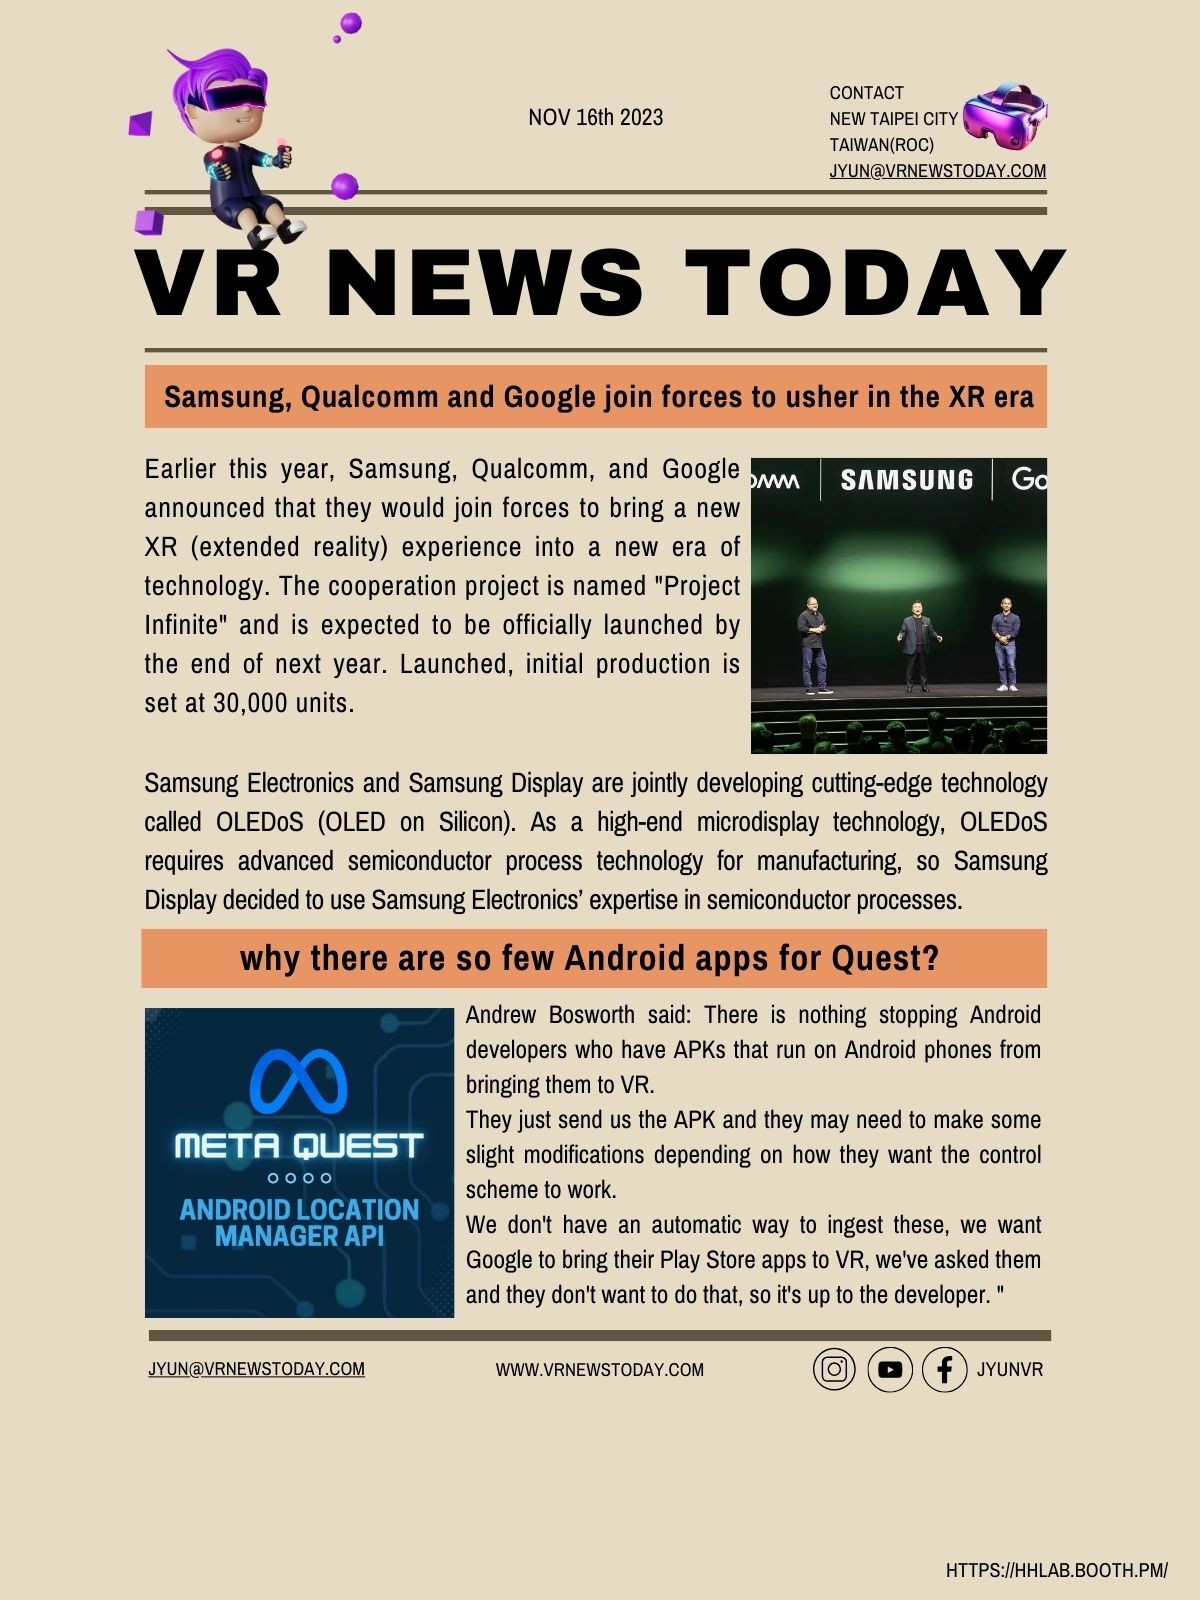 NOV 16th 2023
CONTACT
NEW TAIPEI CITY
TAIWAN(ROC)
JYUN@VRNEWSTODAY.COM
VR NEWS TODAY
Samsung, Qualcomm and Google join forces to usher in the XR era
Earlier this year, Samsung, Qualcomm, and Google
announced that they would join forces to bring a new
XR (extended reality) experience into a new era of
technology. The cooperation project is named "Project
Infinite" and is expected to be officially launched by
the end of next year. Launched, initial production is
set at 30,000 units.
SAMSUNG
Samsung Electronics and Samsung Display are jointly developing cutting-edge technology
called OLEDoS (OLED on Silicon). As a high-end microdisplay technology, OLEDoS
requires advanced semiconductor process technology for manufacturing, so Samsung
Display decided to use Samsung Electronics’ expertise in semiconductor processes.
why there are so few Android apps for Quest?
META QUEST
ANDROID LOCATION
MANAGER API
Andrew Bosworth said: There is nothing stopping Android
developers who have APKs that run on Android phones from
bringing them to VR.
They just send us the APK and they may need to make some
slight modifications depending on how they want the control
scheme to work.
We don't have an automatic way to ingest these, we want
Google to bring their Play Store apps to VR, we've asked them
and they don't want to do that, so it's up to the developer. "
JYUN@VRNEWSTODAY.COM
WWW.VRNEWSTODAY.COM
JYUNVR
HTTPS://HHLAB.BOOTH.PM/